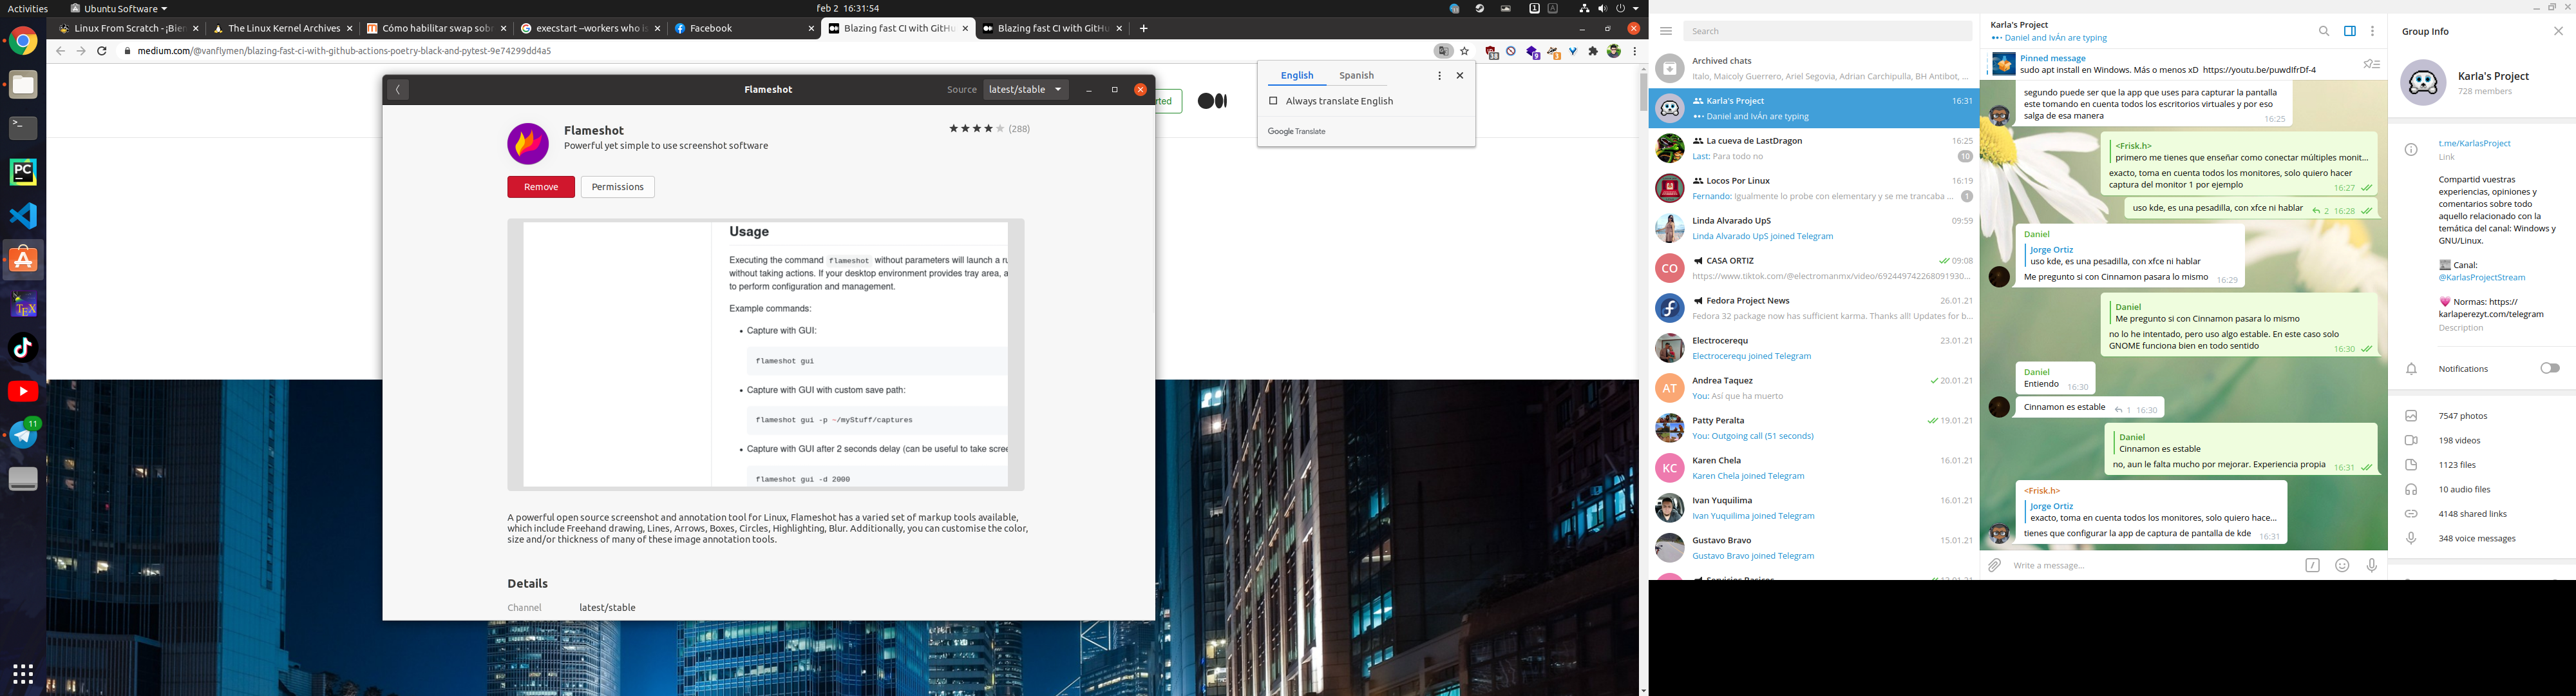 Activities
Ubuntu Software
feb 2 16:31:54
Linux From Scratch - ¡Bien
The Linux Kernel Archives
Cómo habilitar swap sobr
execstart –workers who is
Facebook
Blazing fast CI with GitHu
Blazing fast CI with GitHu
medium.com/@vanflymen/blazing-fast-ci-with-github-actions-poetry-black-and-pytest-9e74299dd4a5
English
Spanish
Always translate English
Google Translate
rted
Flameshot
Source
latest/stable
Flameshot
Powerful yet simple to use screenshot software
(288)
Remove
Permissions
Usage
Executing the command flameshot without parameters will launch a ru
without taking actions. If your desktop environment provides tray area, a
to perform configuration and management.
Example commands:
• Capture with GUI:
flameshot gui
• Capture with GUI with custom save path:
flameshot gui -p ~/myStuff/captures
• Capture with GUI after 2 seconds delay (can be useful to take scree
flameshot gui -d 2000
A powerful open source screenshot and annotation tool for Linux, Flameshot has a varied set of markup tools available,
which include Freehand drawing, Lines, Arrows, Boxes, Circles, Highlighting, Blur. Additionally, you can customise the color,
size and/or thickness of many of these image annotation tools.
Details
Channel
latest/stable
11
Search
Archived chats
Italo, Maicoly Guerrero, Ariel Segovia, Adrian Carchipulla, BH Antibot, ...
Karla's Project
16:31
Daniel and IvÁn are typing
La cueva de LastDragon
16:25
Last: Para todo no
10
Locos Por Linux
16:19
Fernando: Igualmente lo probe con elementary y se me trancaba ...
1
Linda Alvarado UpS
09:59
Linda Alvarado UpS joined Telegram
CO
CASA ORTIZ
09:08
https://www.tiktok.com/@electromanmx/video/692449742268091930...
Fedora Project News
26.01.21
Fedora 32 package now has sufficient karma. Thanks all! Updates for b...
Electrocerequ
23.01.21
Electrocerequ joined Telegram
AT
Andrea Taquez
20.01.21
You: Así que ha muerto
Patty Peralta
19.01.21
You: Outgoing call (51 seconds)
KC
Karen Chela
16.01.21
Karen Chela joined Telegram
Ivan Yuquilima
16.01.21
Ivan Yuquilima joined Telegram
Gustavo Bravo
15.01.21
Gustavo Bravo joined Telegram
Karla's Project
Daniel and IvÁn are typing
Pinned message
sudo apt install en Windows. Más o menos xD https://youtu.be/puwdIfrDf-4
segundo puede ser que la app que uses para capturar la pantalla
este tomando en cuenta todos los escritorios virtuales y por eso
salga de esa manera
16:25
<Frisk.h>
primero me tienes que enseñar como conectar múltiples monit...
exacto, toma en cuenta todos los monitores, solo quiero hacer
captura del monitor 1 por ejemplo
16:27
uso kde, es una pesadilla, con xfce ni hablar
2 16:28
Daniel
Jorge Ortiz
uso kde, es una pesadilla, con xfce ni hablar
Me pregunto si con Cinnamon pasara lo mismo
16:29
Daniel
Me pregunto si con Cinnamon pasara lo mismo
no lo he intentado, pero uso algo estable. En este caso solo
GNOME funciona bien en todo sentido
16:30
Daniel
Entiendo
16:30
Cinnamon es estable
1 16:30
Daniel
Cinnamon es estable
no, aun le falta mucho por mejorar. Experiencia propia
16:31
<Frisk.h>
Jorge Ortiz
exacto, toma en cuenta todos los monitores, solo quiero hace...
tienes que configurar la app de captura de pantalla de kde
16:31
Write a message...
Group Info
Karla's Project
728 members
t.me/KarlasProject
Link
Compartid vuestras
experiencias, opiniones y
comentarios sobre todo
aquello relacionado con la
temática del canal: Windows y
GNU/Linux.
Canal:
@KarlasProjectStream
Normas: https://
karlaperezyt.com/telegram
Description
Notifications
7547 photos
198 videos
1123 files
10 audio files
4148 shared links
348 voice messages